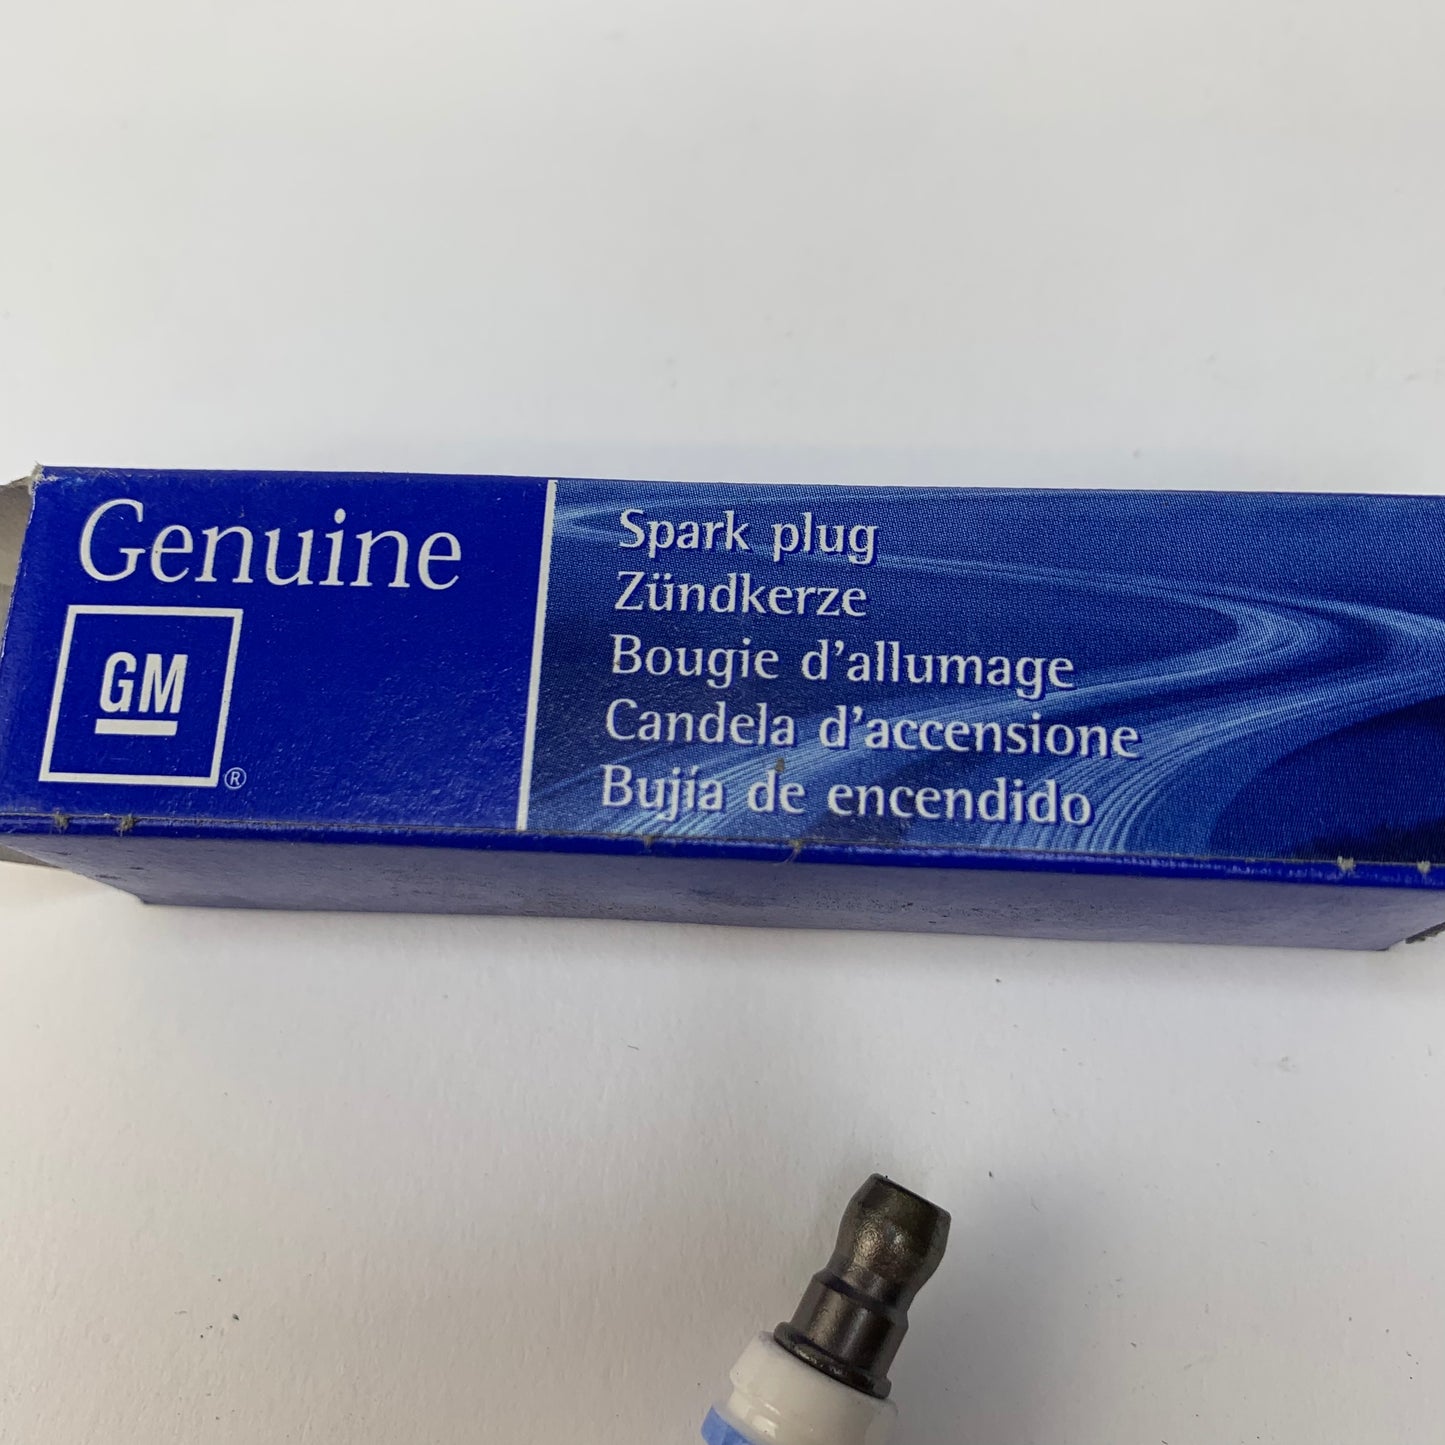 Genuine
GM
®
Spark plug
Zündkerze
Bougie d'allumage
Candela d'accensione
Bujía de encendido